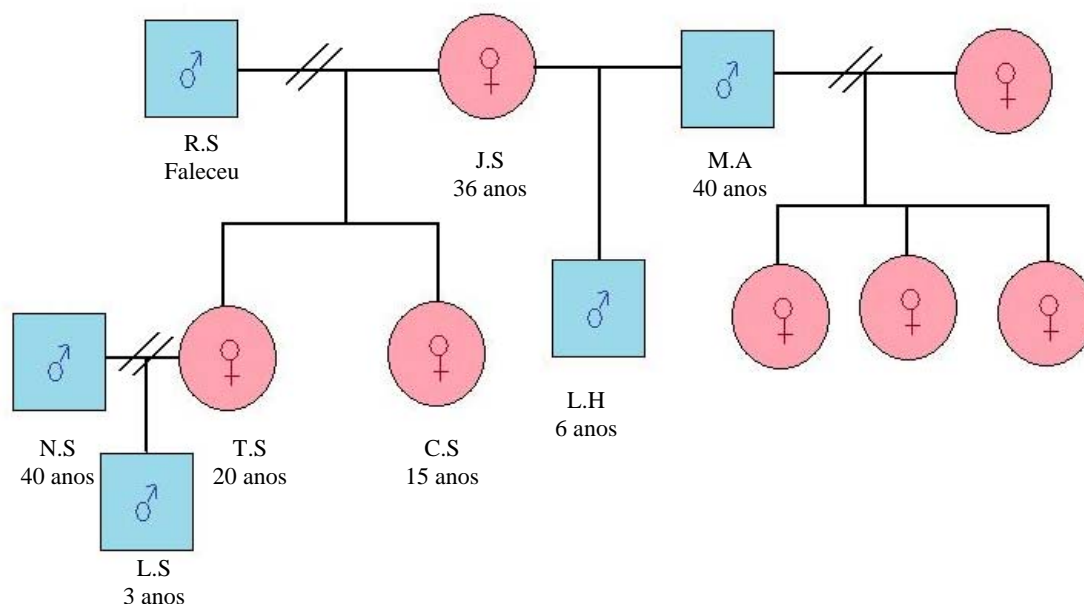 R.S
Faleceu
J.S
36 anos
M.A
40 anos
L.H
6 anos
N.S
40 anos
T.S
20 anos
C.S
15 anos
L.S
3 anos